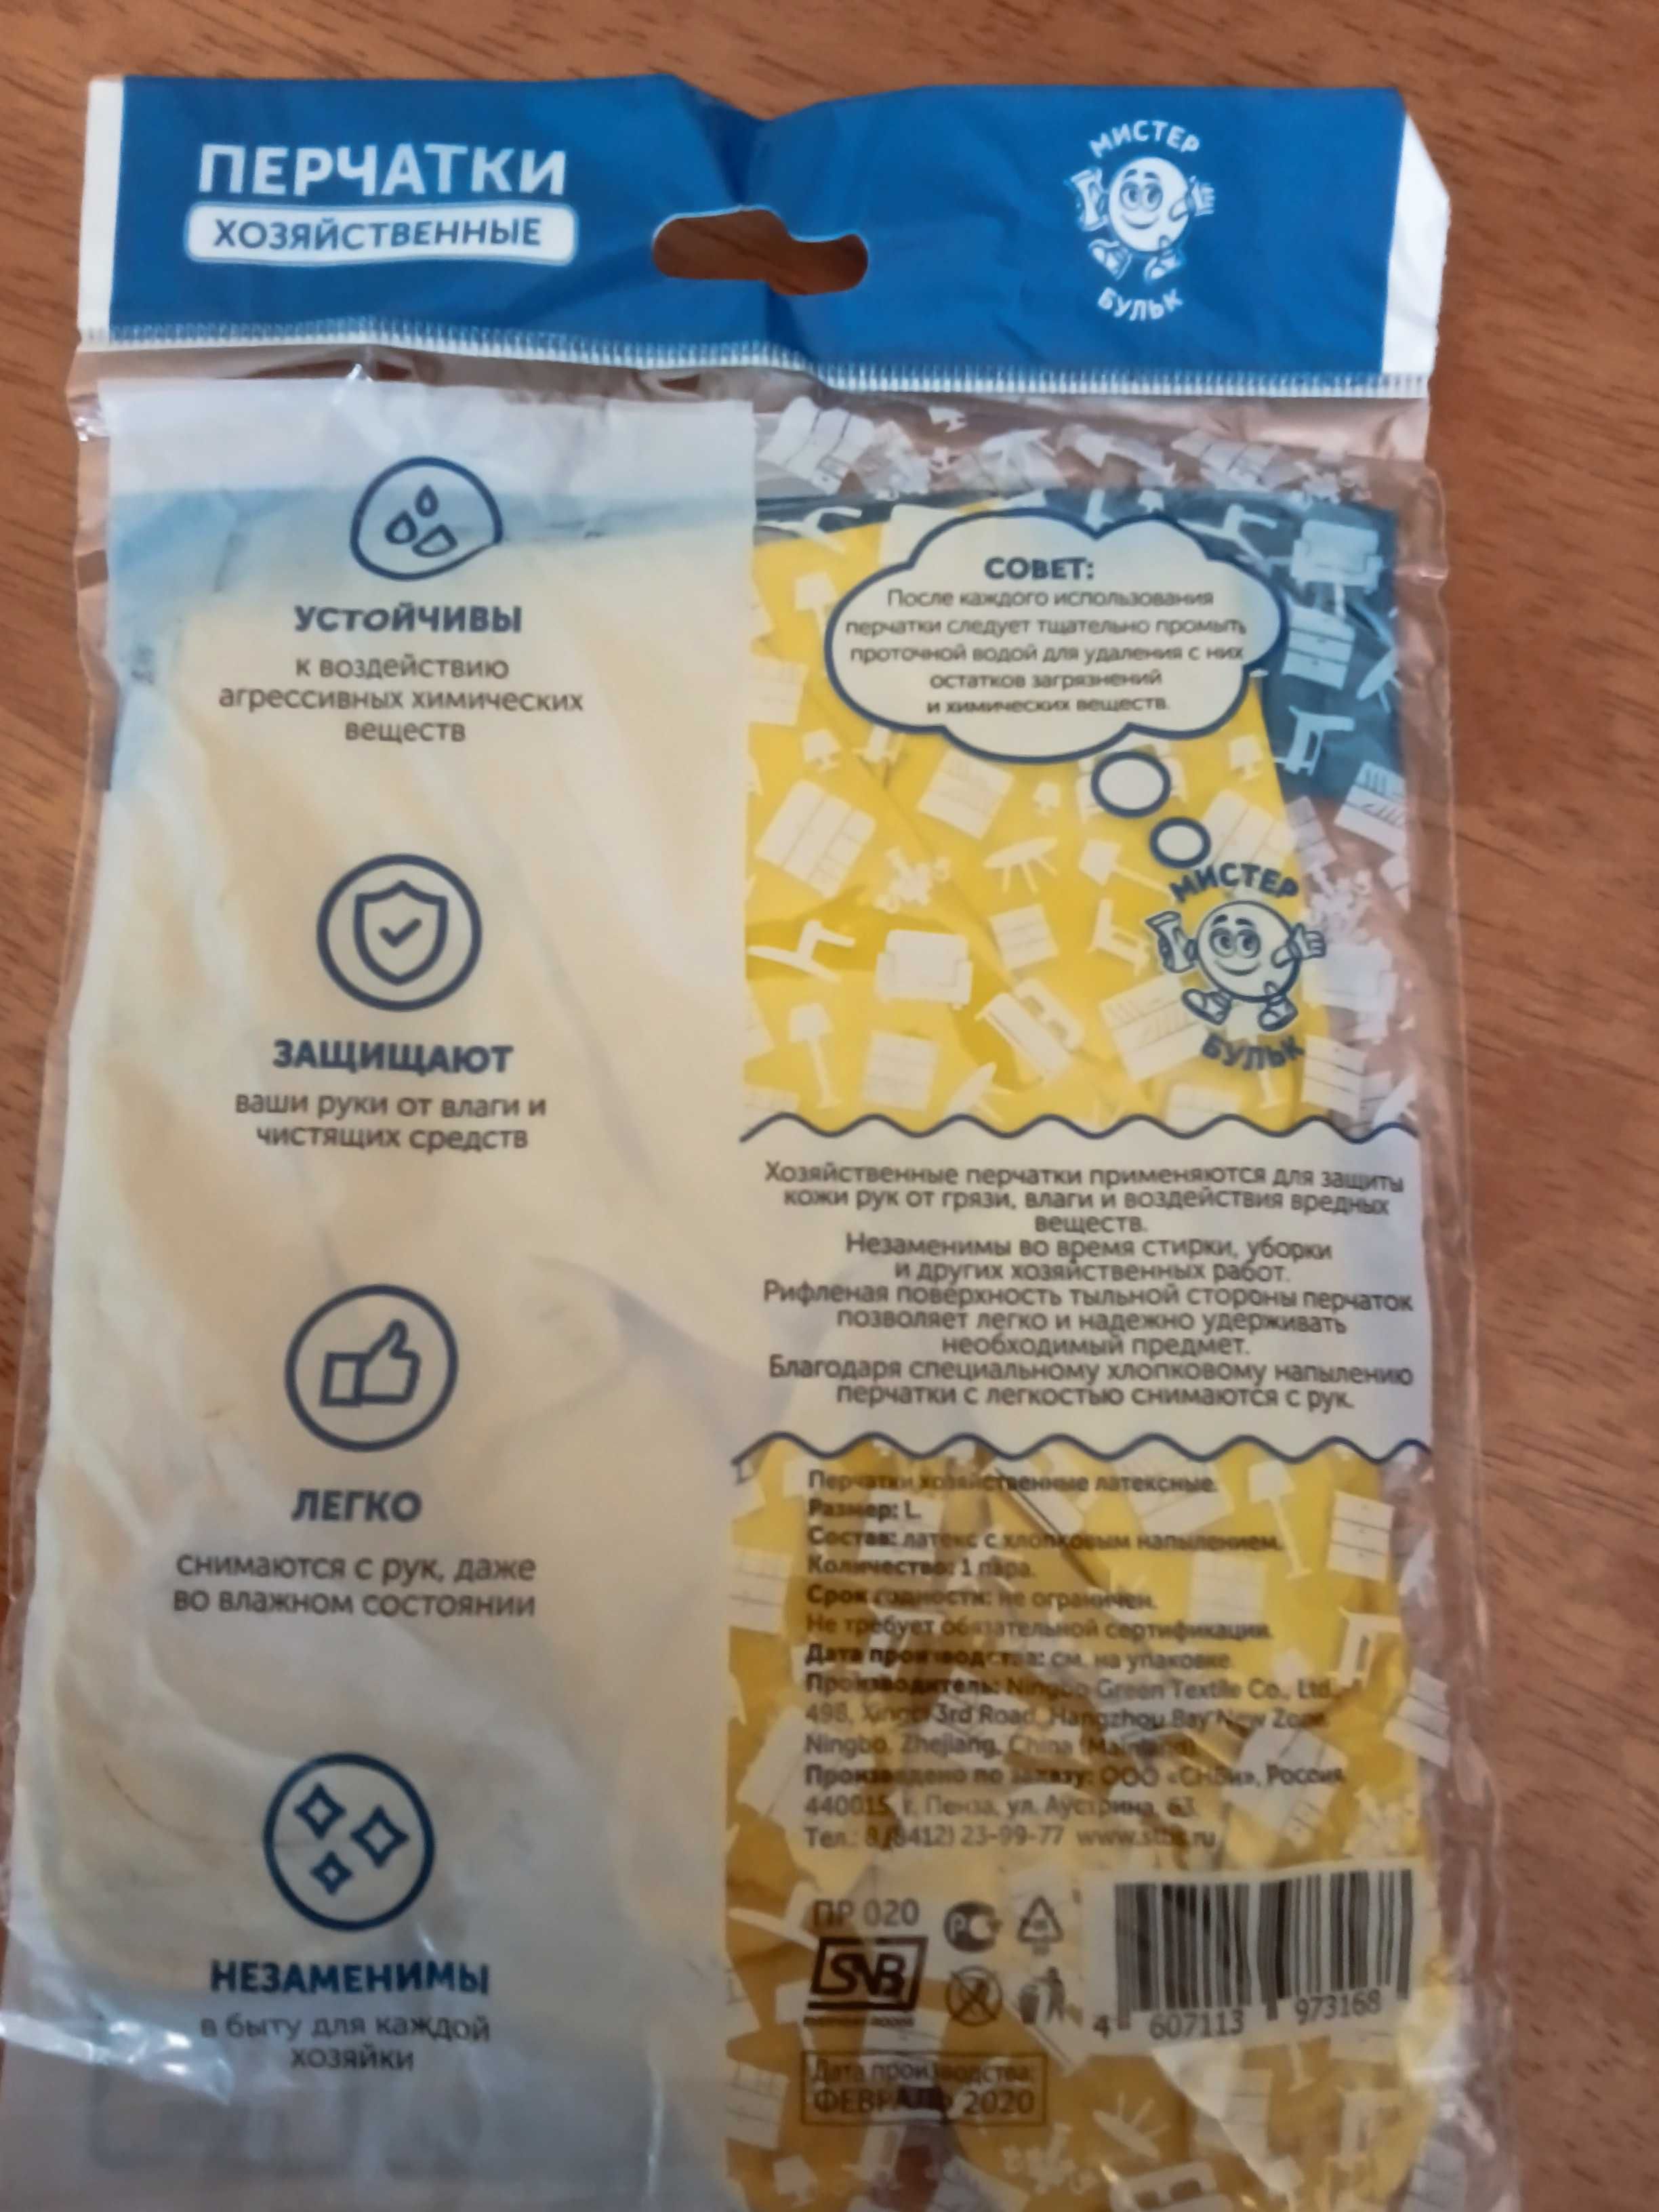 ПЕРЧАТКИ
ХОЗЯЙСТВЕННЫЕ
МИСТЕР
БУЛЬК
УСТОЙЧИВЫ
к воздействию
агрессивных химических
веществ
ЗАЩИЩАЮТ
ваши руки от влаги и
чистящих средств
ЛЕГКО
снимаются с рук, даже
во влажном состоянии
НЕЗАМЕНИМЫ
в быту для каждой
хозяйки
СОВЕТ:
После каждого использования
перчатки следует тщательно промыть
проточной водой для удаления с них
остатков загрязнений
и химических веществ.
МИСТЕР
БУЛЬК
Хозяйственные перчатки применяются для защиты
кожи рук от грязи, влаги и воздействия вредных
веществ.
Незаменимы во время стирки, уборки
и других хозяйственных работ.
Рифленая поверхность тыльной стороны перчаток
позволяет легко и надежно удерживать
необходимый предмет.
Благодаря специальному хлопковому напылению
перчатки с легкостью снимаются с рук.
Перчатки хозяйственные латексные.
Размер: L.
Состав: латекс с хлопковым напылением.
Количество: 1 пара.
Срок годности: не ограничен.
Не требует обязательной сертификации.
Дата производства: см. на упаковке.
Производитель: Ningbo Green Textile Co., Ltd.,
498, 3rd Road, Hangzhou Bay New Zone,
Ningbo, Zhejiang, China (Mainland)
Произведено по заказу: ООО «СНБи», Россия,
440015, г. Пенза, ул. Аустрина, 63.
Тел.: 8 (8412) 23-99-77
ПР 020
РС
SVB
4 607113 973168
Дата производства:
ФЕВРАЛЬ 2020